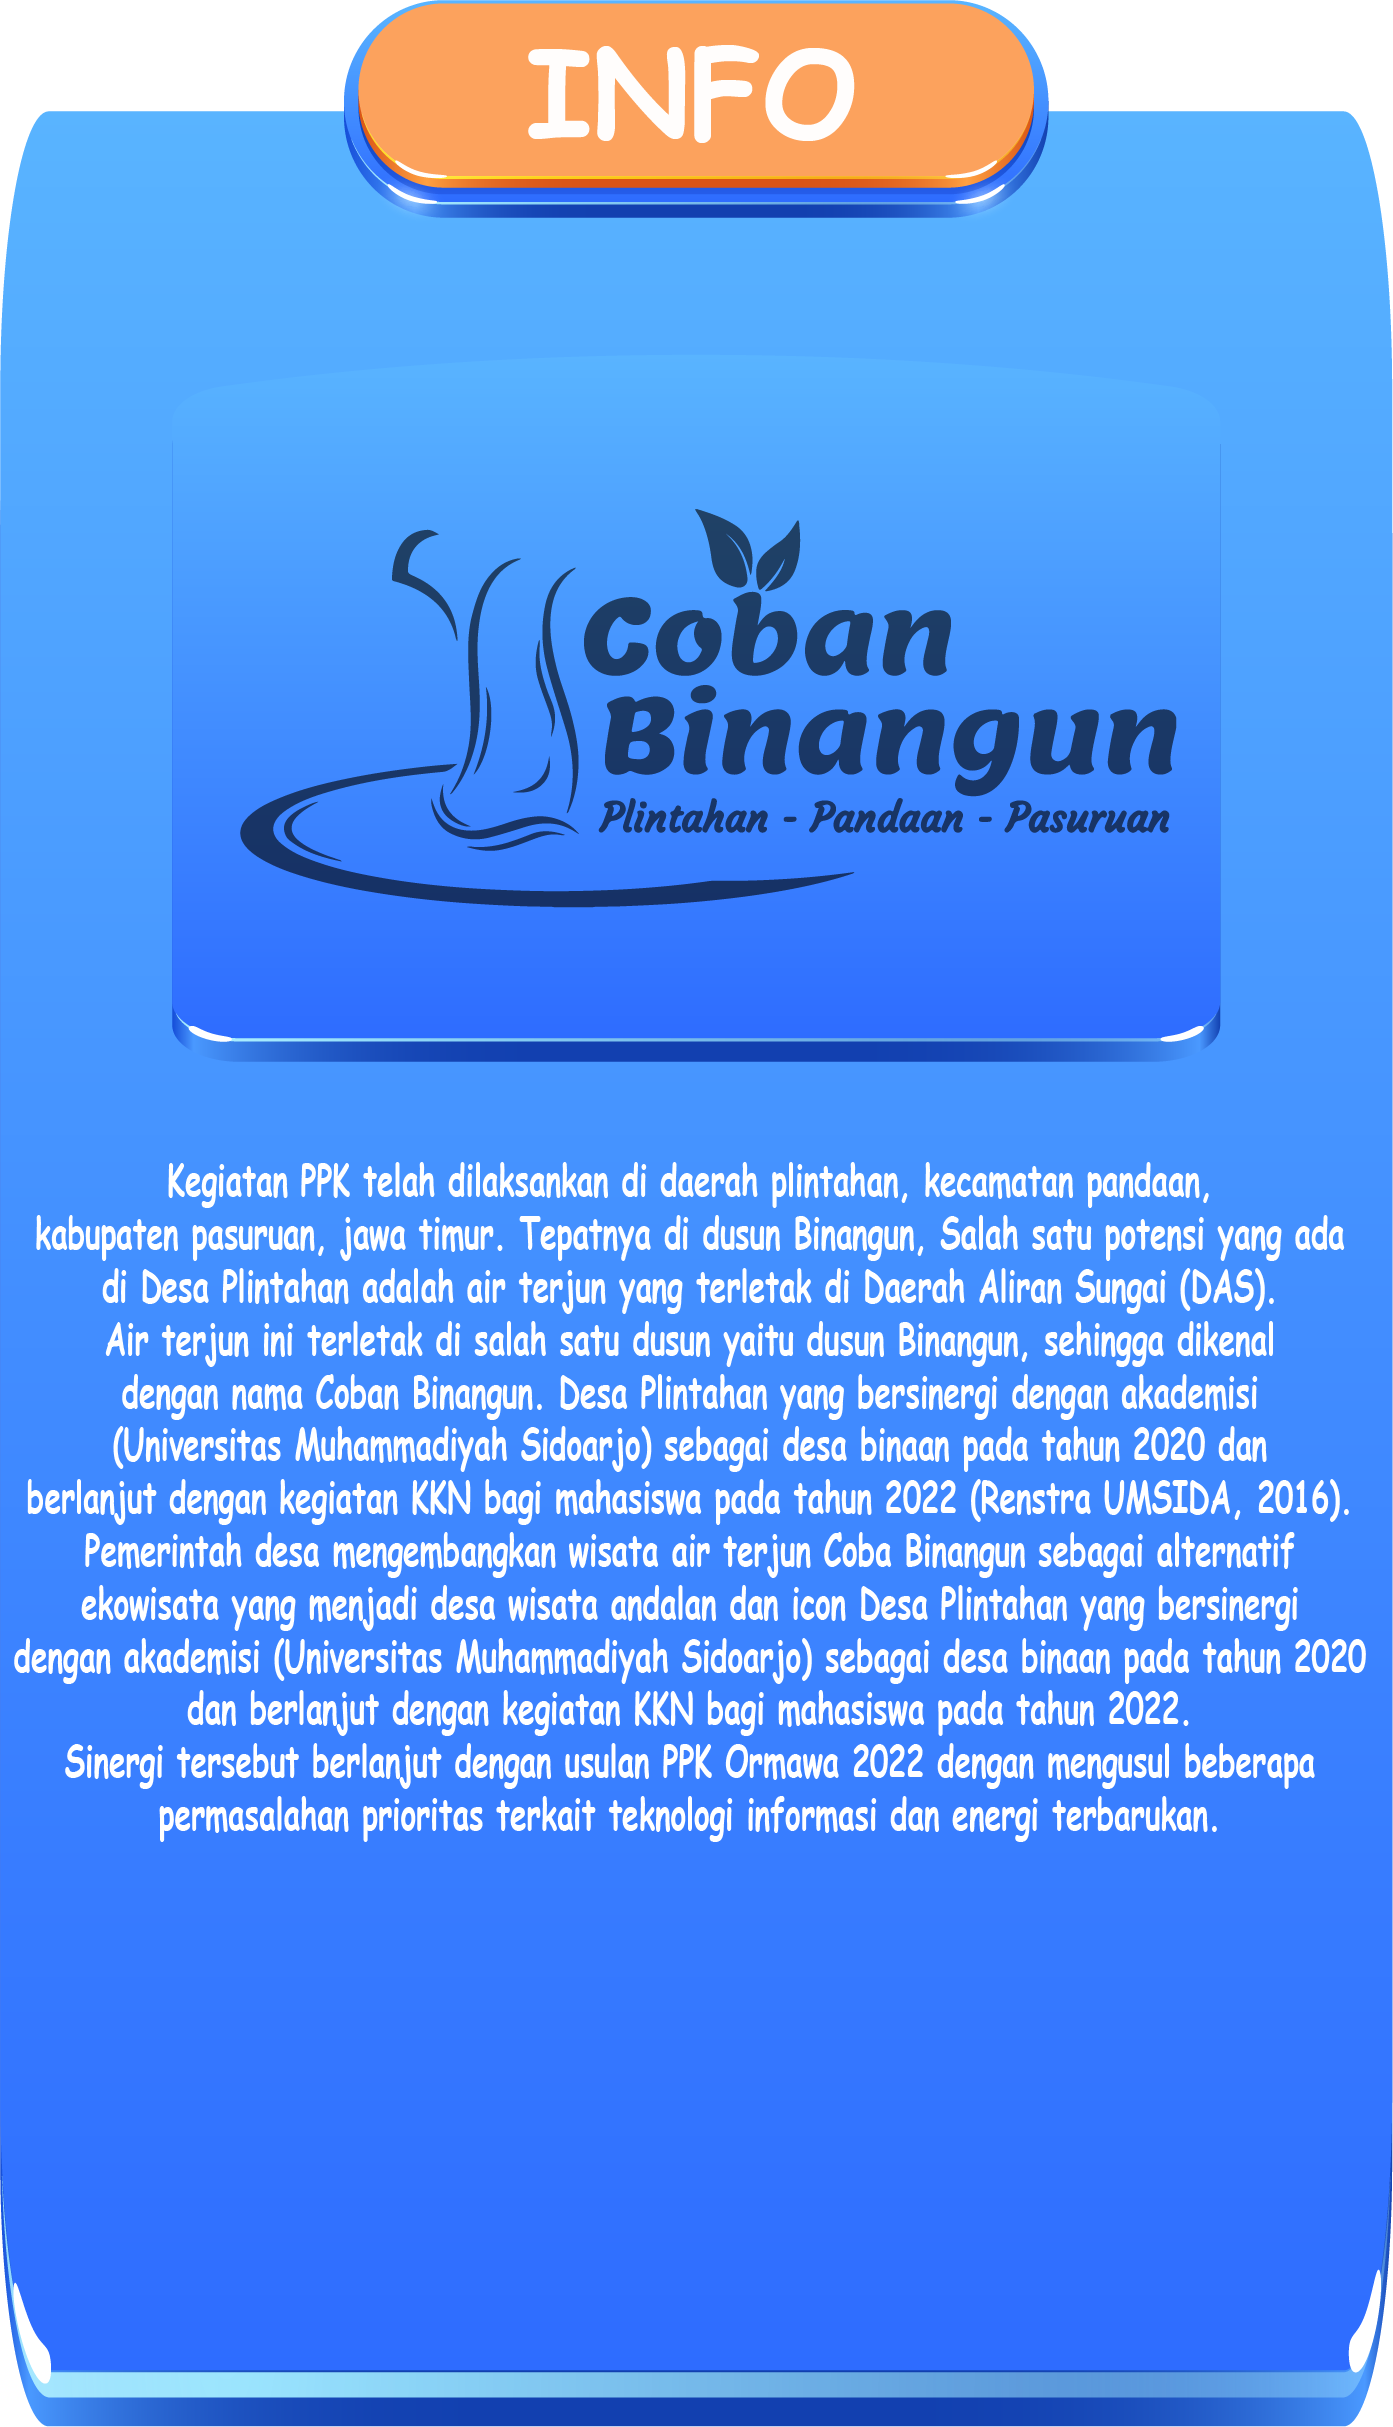 INFO
Coban
Binangun
Plintahan - Pandaan - Pasuruan
Kegiatan PPK telah dilaksankan di daerah plintahan, kecamatan pandaan,
kabupaten pasuruan, jawa timur. Tepatnya di dusun Binangun, Salah satu potensi yang ada
di Desa Plintahan adalah air terjun yang terletak di Daerah Aliran Sungai (DAS).
Air terjun ini terletak di salah satu dusun yaitu dusun Binangun, sehingga dikenal
dengan nama Coban Binangun. Desa Plintahan yang bersinergi dengan akademisi
(Universitas Muhammadiyah Sidoarjo) sebagai desa binaan pada tahun 2020 dan
berlanjut dengan kegiatan KKN bagi mahasiswa pada tahun 2022 (Renstra UMSIDA, 2016).
Pemerintah desa mengembangkan wisata air terjun Coba Binangun sebagai alternatif
ekowisata yang menjadi desa wisata andalan dan icon Desa Plintahan yang bersinergi
dengan akademisi (Universitas Muhammadiyah Sidoarjo) sebagai desa binaan pada tahun 2020
dan berlanjut dengan kegiatan KKN bagi mahasiswa pada tahun 2022.
Sinergi tersebut berlanjut dengan usulan PPK Ormawa 2022 dengan mengusul beberapa
permasalahan prioritas terkait teknologi informasi dan energi terbarukan.